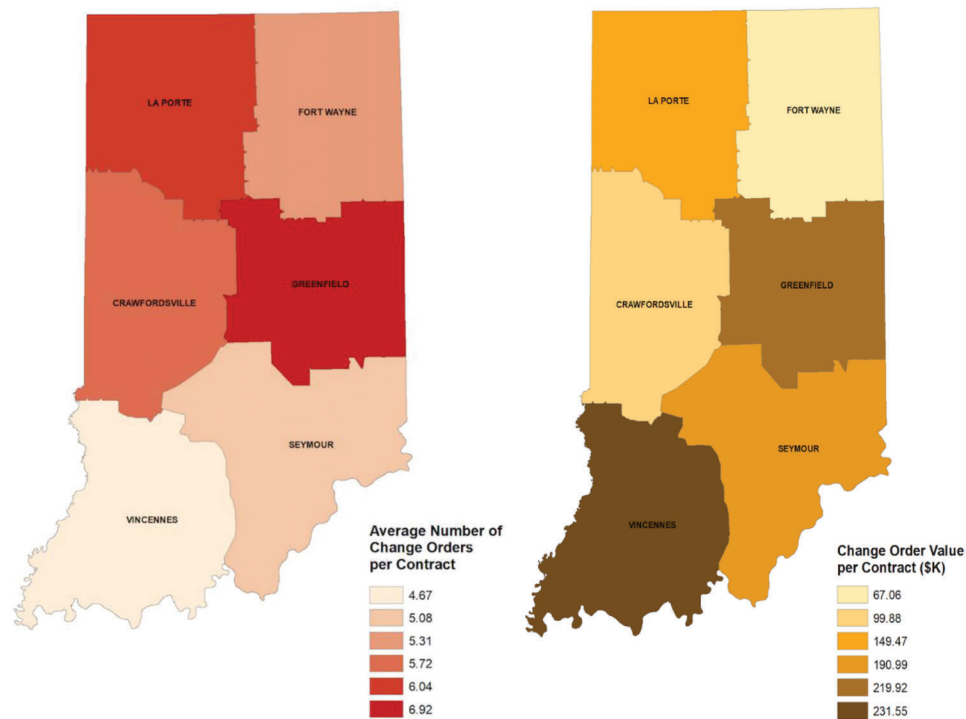 LA PORTE
FORT WAYNE
CRAWFORDSVILLE
GREENFIELD
SEYMOUR
VINCENNES
Average Number of
Change Orders
per Contract
4.67
5.08
5.31
5.72
6.04
6.92
LA PORTE
FORT WAYNE
CRAWFORDSVILLE
GREENFIELD
SEYMOUR
VINCENNES
Change Order Value
per Contract ($K)
67.06
99.88
149.47
190.99
219.92
231.55